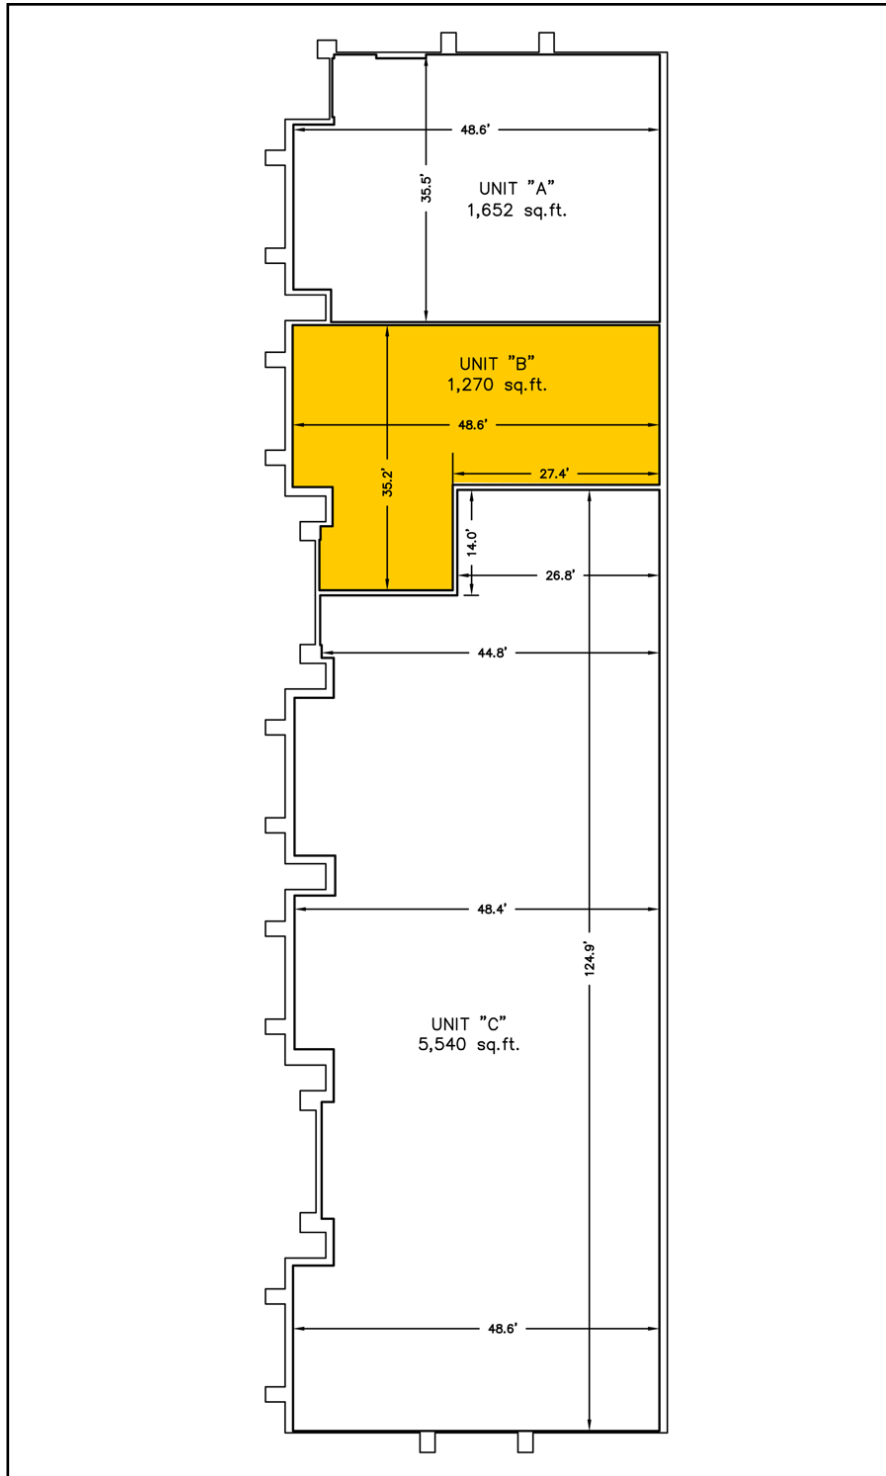 48.6'
35.5'
UNIT "A"
1,652 sq.ft.
UNIT "B"
1,270 sq.ft.
48.6'
35.2'
27.4'
14.0'
26.8'
44.8'
48.4'
124.9'
UNIT "C"
5,540 sq.ft.
48.6'